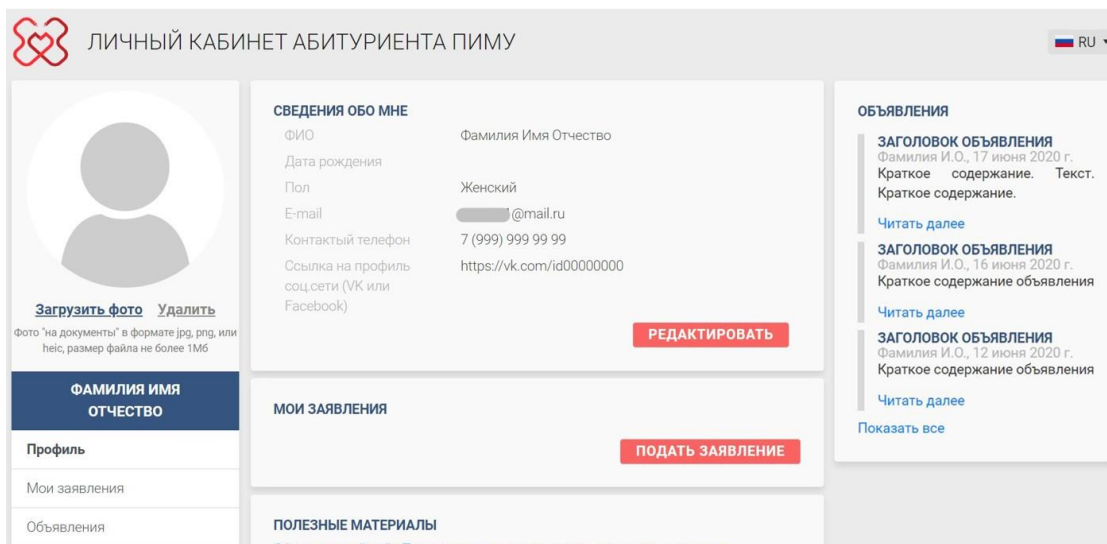 ЛИЧНЫЙ КАБИНЕТ АБИТУРИЕНТА ПИМУ
RU
Загрузить фото Удалить
Фото "на документы" в формате jpg, png, или
heic, размер файла не более 1Мб
ФАМИЛИЯ ИМЯ
ОТЧЕСТВО
Профиль
Мои заявления
Объявления
СВЕДЕНИЯ ОБО МНЕ
ФИО Фамилия Имя Отчество
Дата рождения
Пол Женский
E-mail @mail.ru
Контактый телефон 7 (999) 999 99 99
Ссылка на профиль https://vk.com/id00000000
соц.сети (VK или
Facebook)
РЕДАКТИРОВАТЬ
МОИ ЗАЯВЛЕНИЯ
ПОДАТЬ ЗАЯВЛЕНИЕ
ПОЛЕЗНЫЕ МАТЕРИАЛЫ
ОБЪЯВЛЕНИЯ
ЗАГОЛОВОК ОБЪЯВЛЕНИЯ
Фамилия И.О., 17 июня 2020 г.
Краткое содержание. Текст.
Краткое содержание.
Читать далее
ЗАГОЛОВОК ОБЪЯВЛЕНИЯ
Фамилия И.О., 16 июня 2020 г.
Краткое содержание объявления
Читать далее
ЗАГОЛОВОК ОБЪЯВЛЕНИЯ
Фамилия И.О., 12 июня 2020 г.
Краткое содержание объявления
Читать далее
Показать все